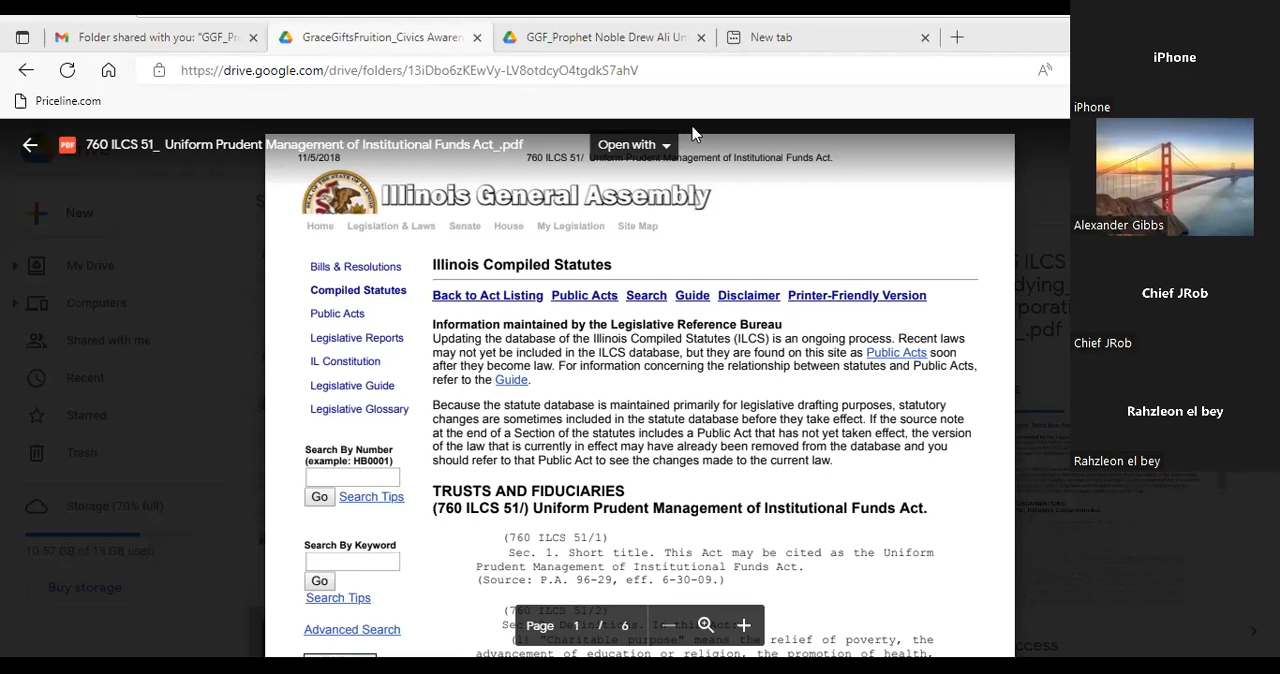 Folder shared with you: "GGF_Pr
GraceGiftsFruition_Civics Awaren
GGF_Prophet Noble Drew Ali Un
New tab
https://drive.google.com/drive/folders/13iDbo6zKEwVy-LV8otdcyO4tgdkS7ahV
Priceline.com
PDF
760 ILCS 51_ Uniform Prudent Management of Institutional Funds Act_.pdf
Open with
11/5/2018
760 ILCS 51/ Uniform Prudent Management of Institutional Funds Act.
Illinois General Assembly
Home Legislation & Laws Senate House My Legislation Site Map
New
My Drive
Computers
Shared with me
Recent
Starred
Trash
Storage (70% full)
10.57 GB of 15 GB used
Buy storage
Bills & Resolutions
Compiled Statutes
Public Acts
Legislative Reports
IL Constitution
Legislative Guide
Legislative Glossary
Search By Number
(example: HB0001)
Go Search Tips
Search By Keyword
Go
Search Tips
Advanced Search
Illinois Compiled Statutes
Back to Act Listing Public Acts Search Guide Disclaimer Printer-Friendly Version
Information maintained by the Legislative Reference Bureau
Updating the database of the Illinois Compiled Statutes (ILCS) is an ongoing process. Recent laws
may not yet be included in the ILCS database, but they are found on this site as Public Acts soon
after they become law. For information concerning the relationship between statutes and Public Acts,
refer to the Guide.
Because the statute database is maintained primarily for legislative drafting purposes, statutory
changes are sometimes included in the statute database before they take effect. If the source note
at the end of a Section of the statutes includes a Public Act that has not yet taken effect, the version
of the law that is currently in effect may have already been removed from the database and you
should refer to that Public Act to see the changes made to the current law.
TRUSTS AND FIDUCIARIES
(760 ILCS 51/) Uniform Prudent Management of Institutional Funds Act.
(760 ILCS 51/1)
Sec. 1. Short title. This Act may be cited as the Uniform
Prudent Management of Institutional Funds Act.
(Source: P.A. 96-29, eff. 6-30-09.)
(760 ILCS 51/2)
Sec. 2. Definitions. In this Act:
(1) "Charitable purpose" means the relief of poverty, the
advancement of education or religion, the promotion of health,
Page 1 / 6
ILCS
.pdf
iPhone
iPhone
Alexander Gibbs
Chief JRob
Chief JRob
Rahzleon el bey
Rahzleon el bey